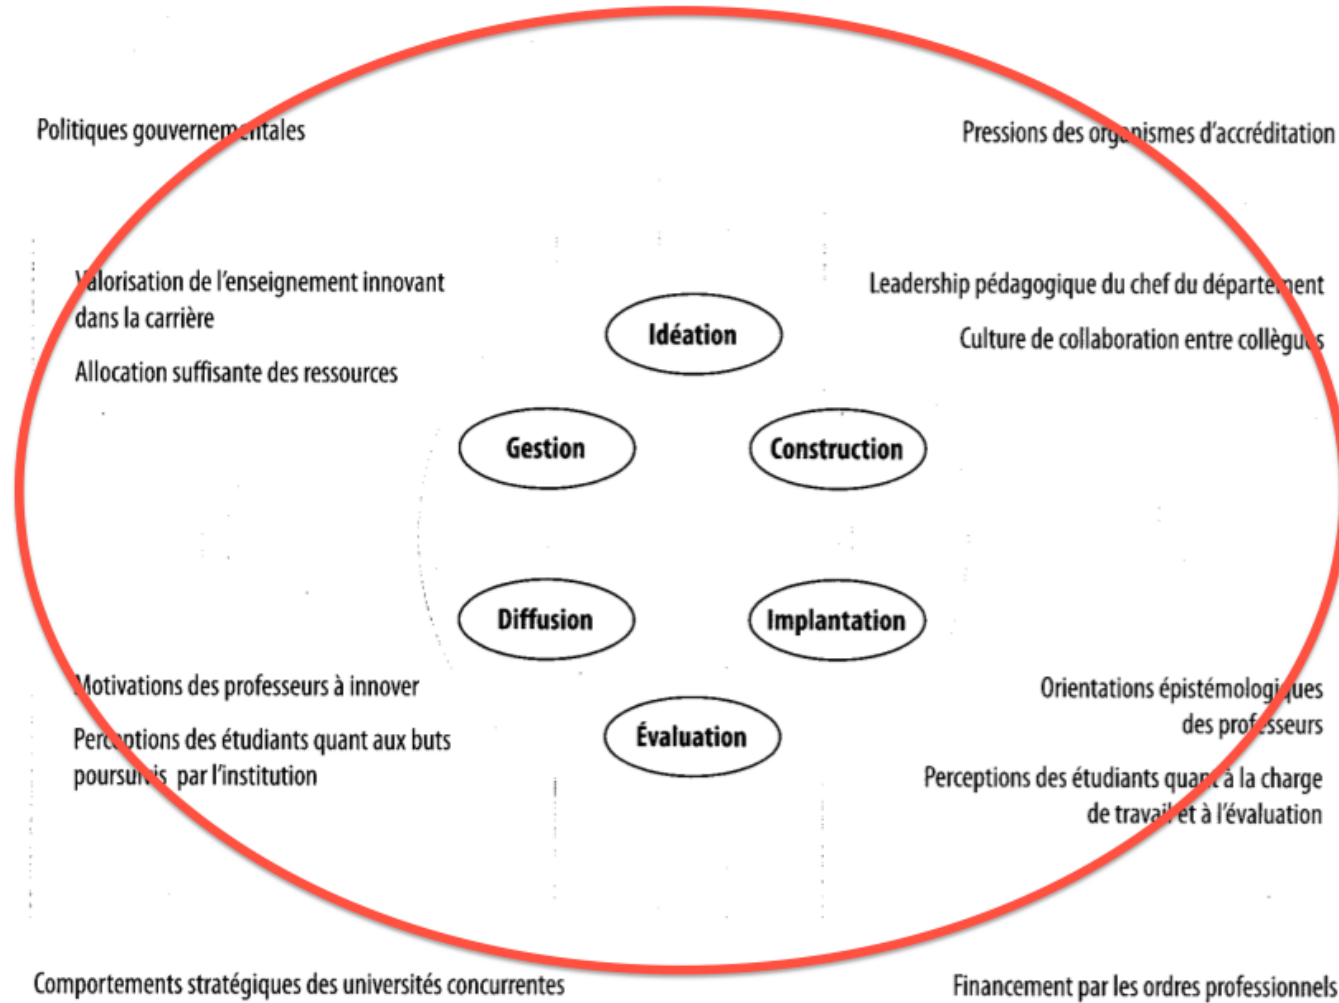 Politiques gouvernementales
Pressions des organismes d'accréditation
Valorisation de l'enseignement innovant
dans la carrière
Allocation suffisante des ressources
Leadership pédagogique du chef du département
Culture de collaboration entre collègues
Idéation
Gestion
Construction
Diffusion
Implantation
Évaluation
Motivations des professeurs à innover
Perceptions des étudiants quant aux buts
poursuivis par l'institution
Orientations épistémologiques
des professeurs
Perceptions des étudiants quant à la charge
de travail et à l'évaluation
Comportements stratégiques des universités concurrentes
Financement par les ordres professionnels